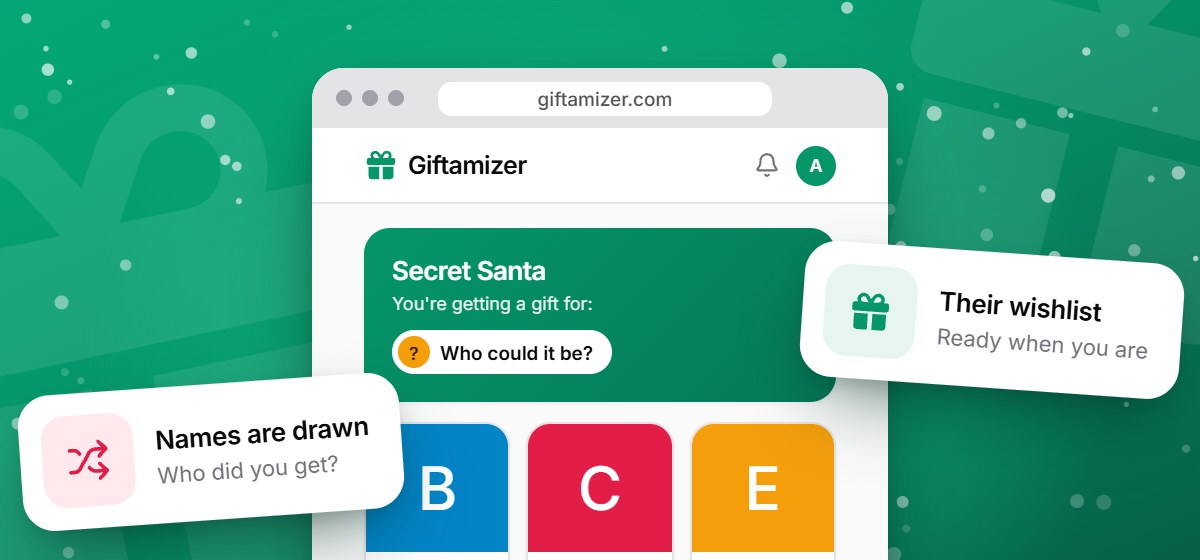 giftamizer.com
Giftamizer
A
Secret Santa
You're getting a gift for:
?
Who could it be?
Their wishlist
Ready when you are
Names are drawn
Who did you get?
B
C
E